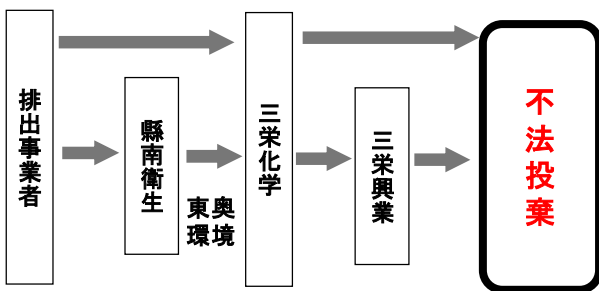 排出事業者
縣南衛生
東奥
環境
三栄化学
三栄興業
不法投棄